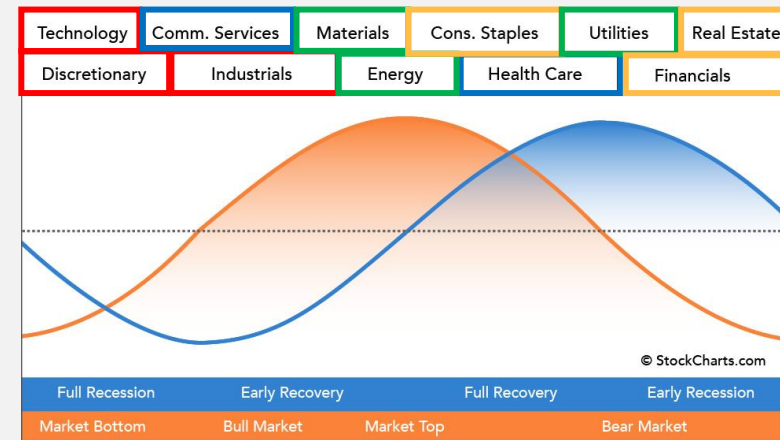 Technology Comm. Services Materials Cons. Staples Utilities Real Estate
Discretionary Industrials Energy Health Care Financials
© StockCharts.com
Full Recession Early Recovery Full Recovery Early Recession
Market Bottom Bull Market Market Top Bear Market